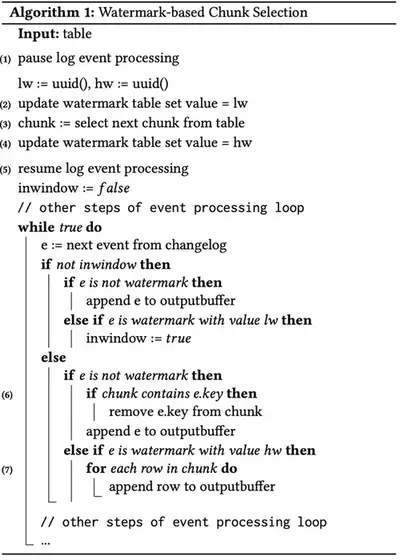 Algorithm 1: Watermark-based Chunk Selection
Input: table
(1) pause log event processing
lw := uuid(), hw := uuid()
(2) update watermark table set value = lw
(3) chunk := select next chunk from table
(4) update watermark table set value = hw
(5) resume log event processing
inwindow := false
// other steps of event processing loop
while true do
e := next event from changelog
if not inwindow then
if e is not watermark then
append e to outputbuffer
else if e is watermark with value lw then
inwindow := true
else
if e is not watermark then
(6) if chunk contains e.key then
remove e.key from chunk
append e to outputbuffer
else if e is watermark with value hw then
(7) for each row in chunk do
append row to outputbuffer
// other steps of event processing loop
...